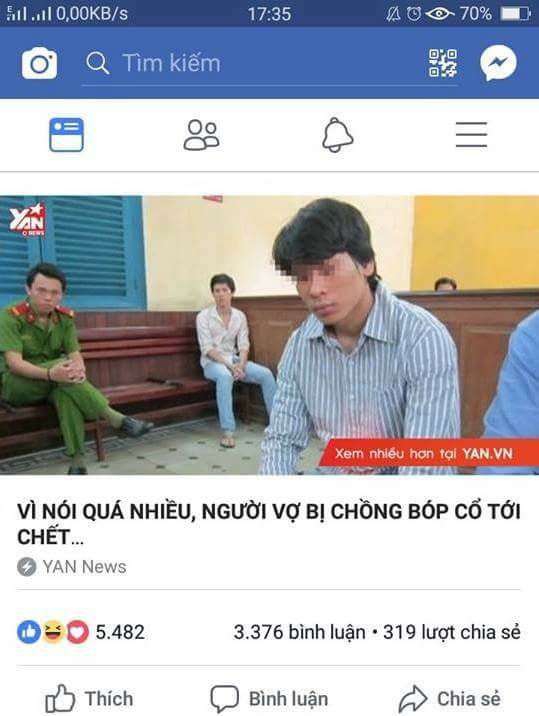 0,00KB/s 17:35 70%
Tìm kiếm
YAN
NEWS
Xem nhiều hơn tại YAN.VN
VÌ NÓI QUÁ NHIỀU, NGƯỜI VỢ BỊ CHỒNG BÓP CỔ TỚI
CHẾT...
YAN News
5.482 3.376 bình luận • 319 lượt chia sẻ
Thích Bình luận Chia sẻ